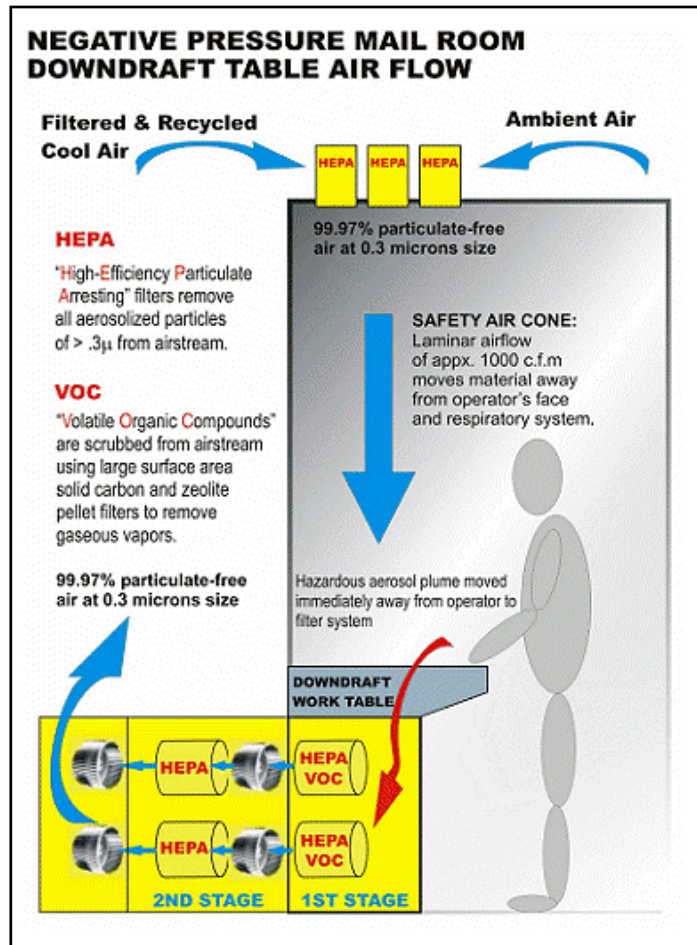 NEGATIVE PRESSURE MAIL ROOM
DOWNDRAFT TABLE AIR FLOW
Filtered & Recycled
Cool Air
Ambient Air
HEPA HEPA HEPA
99.97% particulate-free
air at 0.3 microns size
HEPA
"High-Efficiency Particulate
Arresting" filters remove
all aerosolized particles
of > .3μ from airstream.
SAFETY AIR CONE:
Laminar airflow
of appx. 1000 c.f.m
moves material away
from operator's face
and respiratory system.
VOC
"Volatile Organic Compounds"
are scrubbed from airstream
using large surface area
solid carbon and zeolite
pellet filters to remove
gaseous vapors.
99.97% particulate-free
air at 0.3 microns size
Hazardous aerosol plume moved
immediately away from operator to
filter system
DOWNDRAFT
WORK TABLE
HEPA
HEPA
VOC
HEPA
HEPA
VOC
2ND STAGE
1ST STAGE